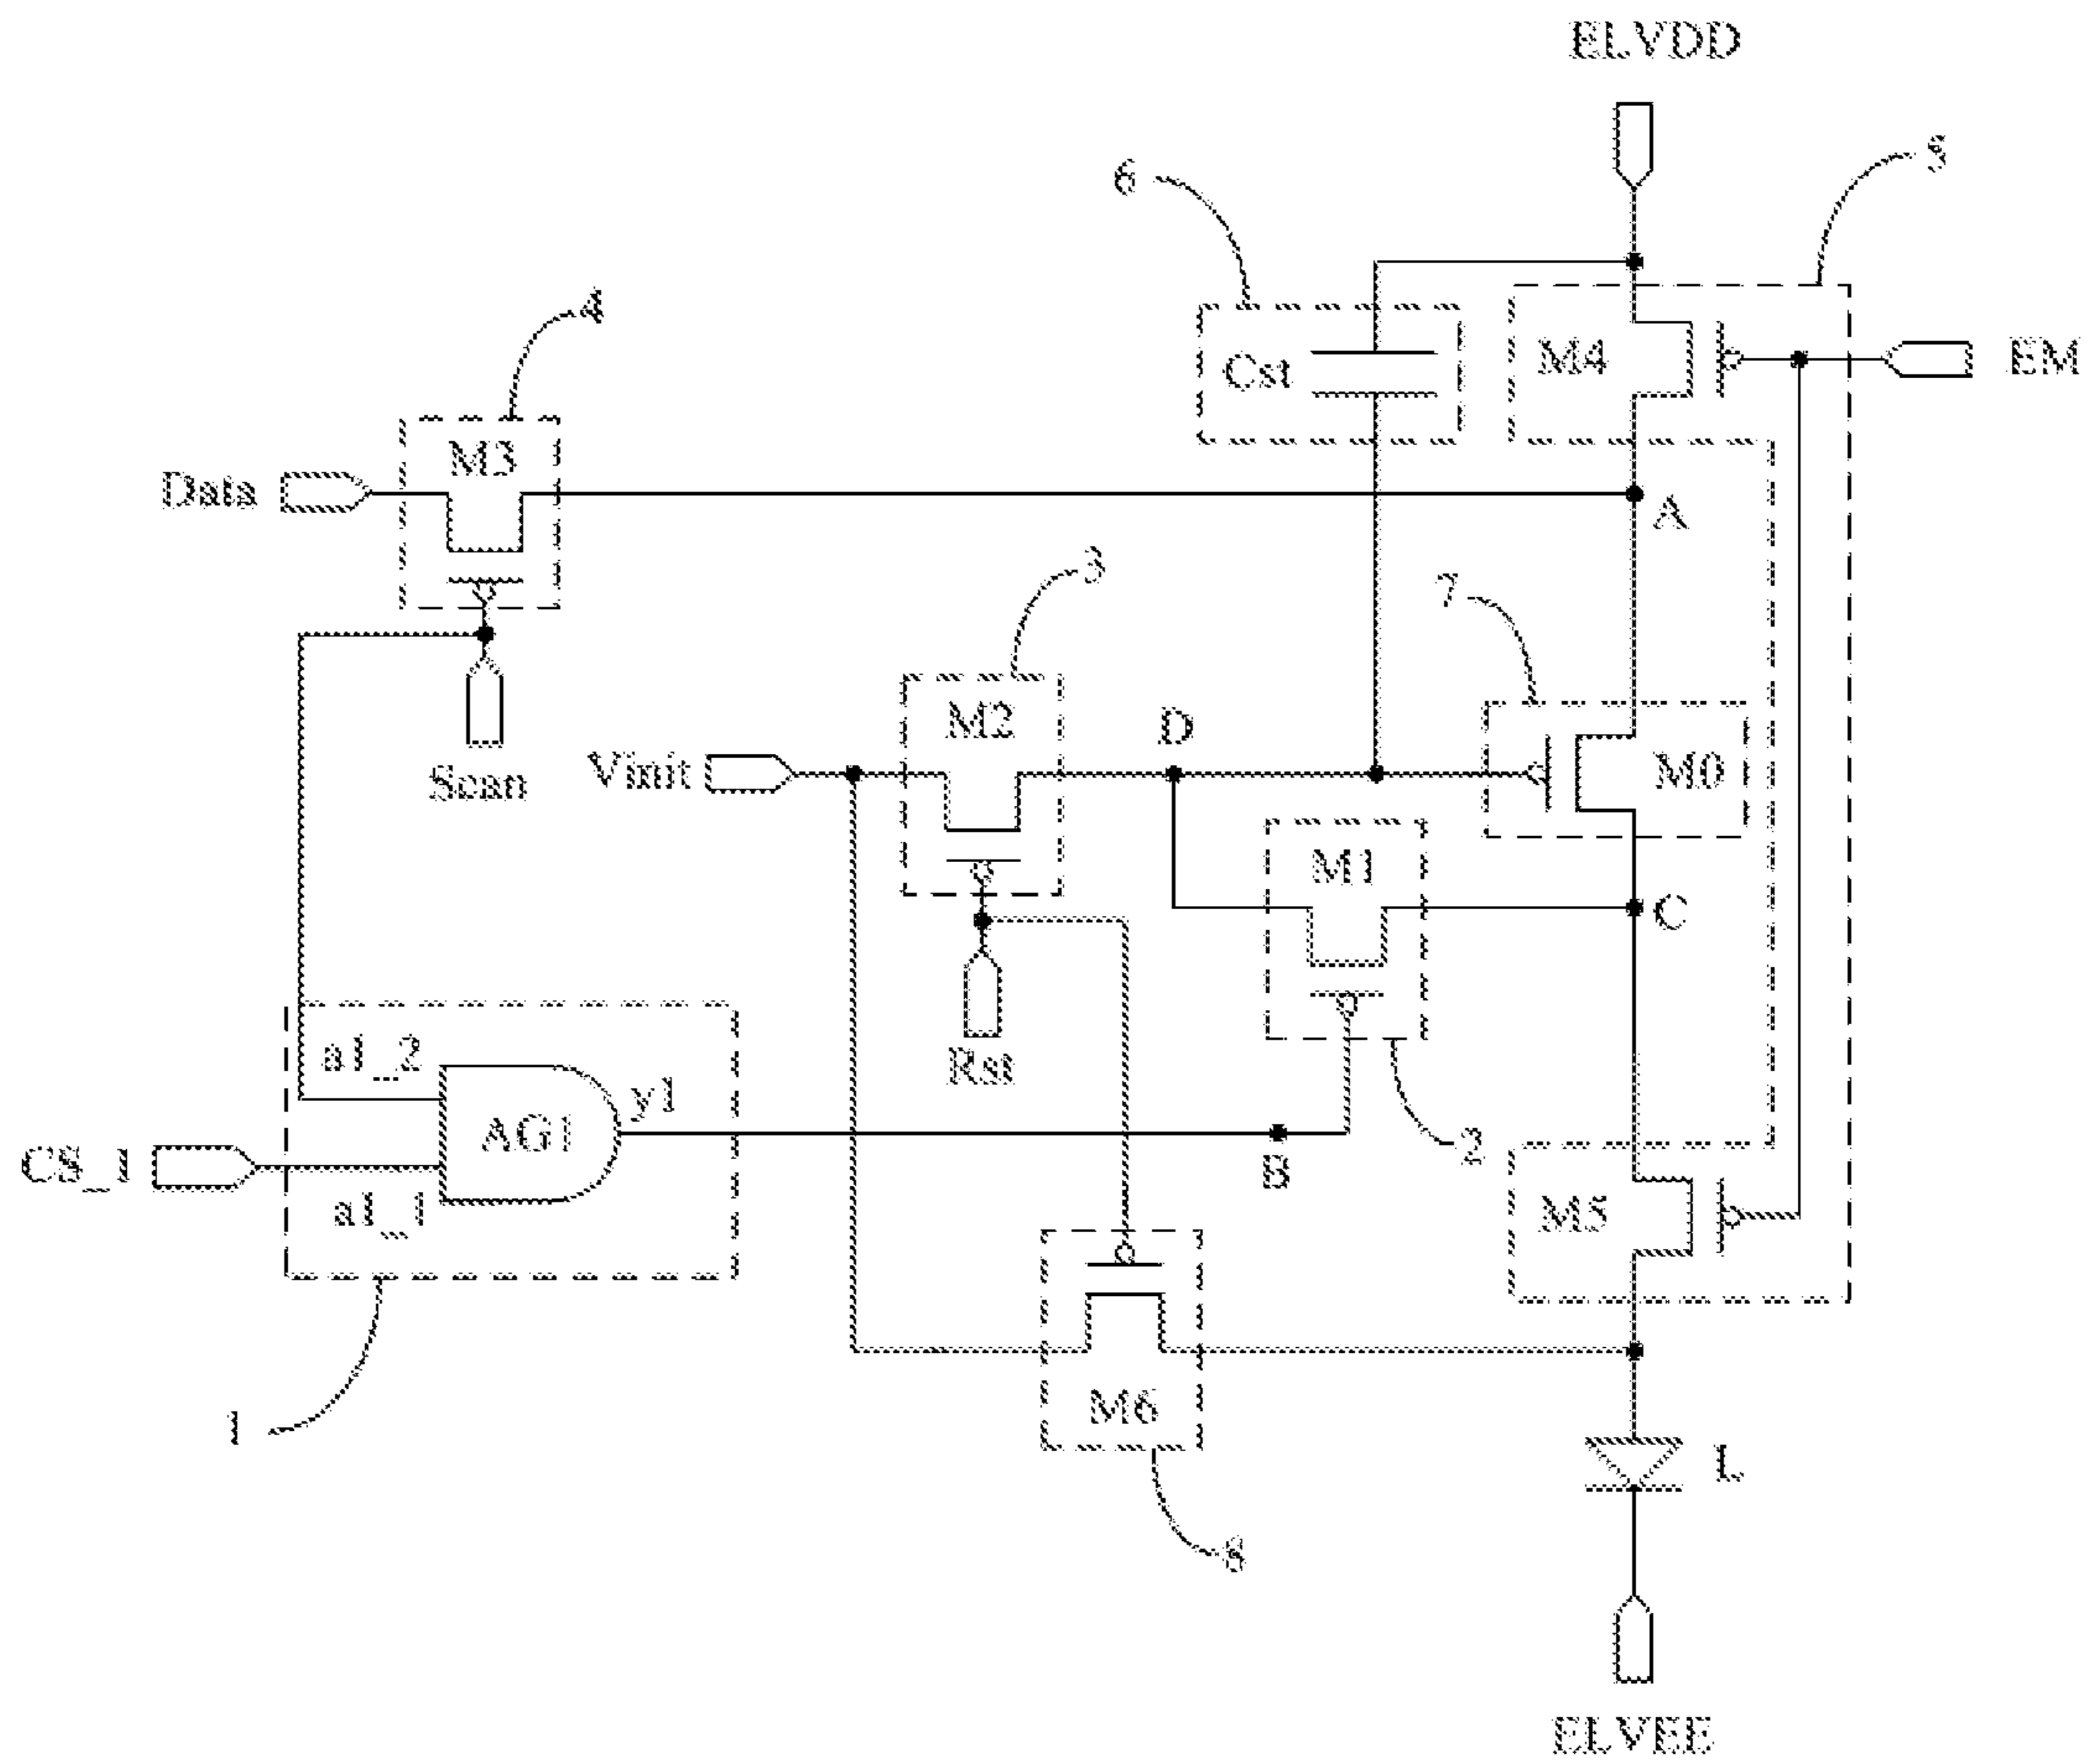 ELVDD
5
6
4
M4
EM
Cst
M3
Data
A
3
7
M2
D
Vinit
M0
Scan
M1
C
a1_2
Rst
y1
AG1
CS_1
B
2
a1_1
M5
M6
1
L
8
ELVEE